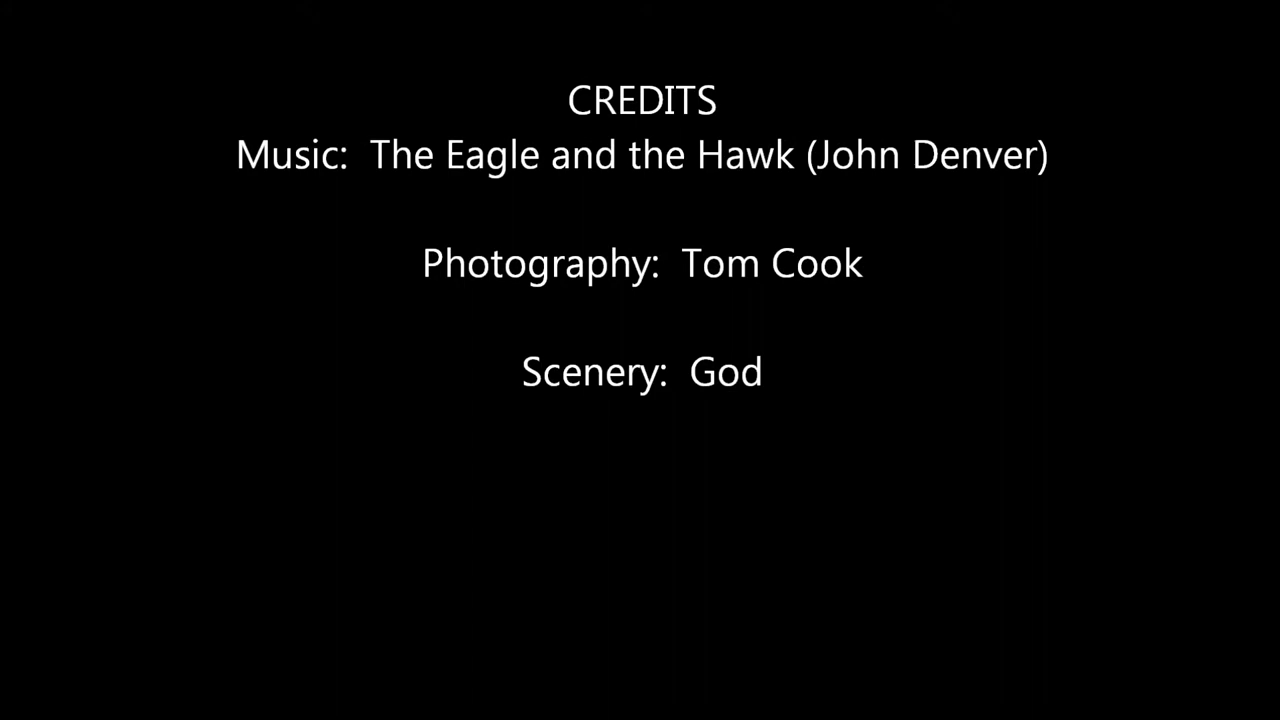 CREDITS
Music:  The Eagle and the Hawk (John Denver)
Photography:  Tom Cook
Scenery:  God